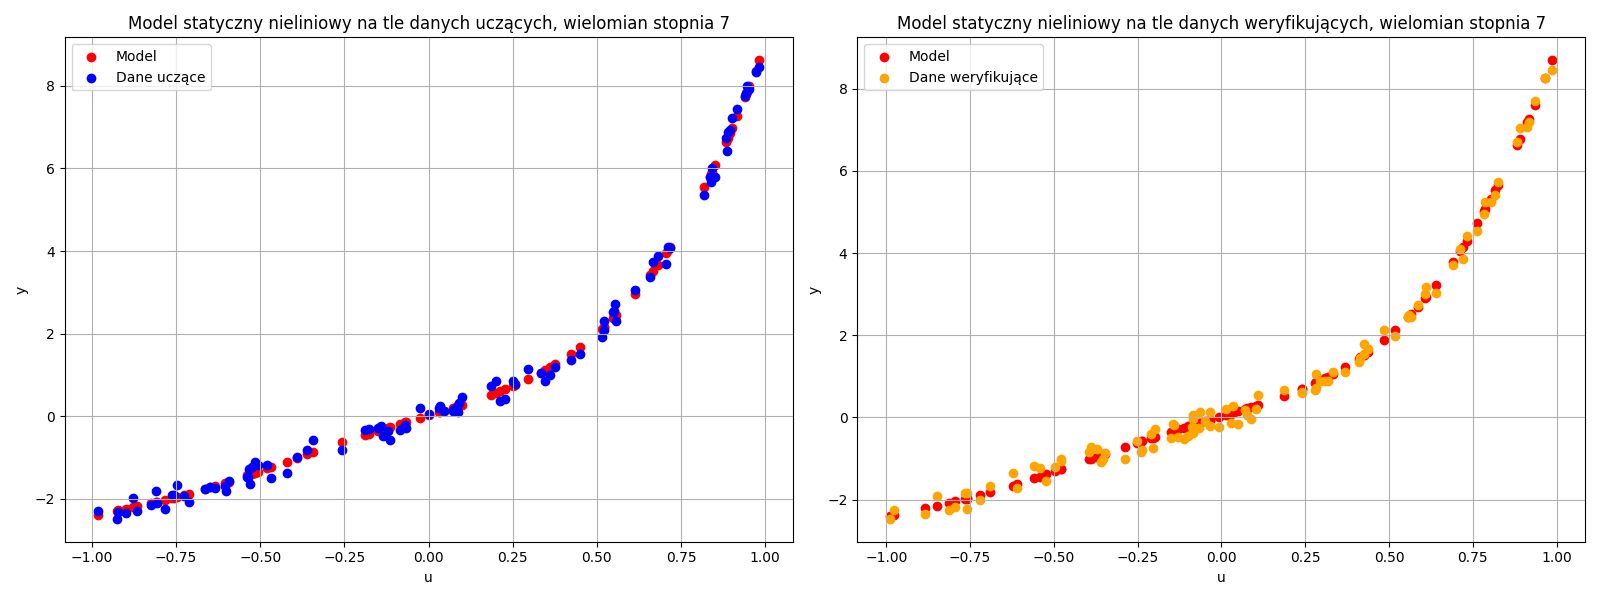 Model statyczny nieliniowy na tle danych uczących, wielomian stopnia 7
Model
Dane uczące
y
8
6
4
2
0
−2
−1.00 −0.75 −0.50 −0.25 0.00 0.25 0.50 0.75 1.00
u
Model statyczny nieliniowy na tle danych weryfikujących, wielomian stopnia 7
Model
Dane weryfikujące
y
8
6
4
2
0
−2
−1.00 −0.75 −0.50 −0.25 0.00 0.25 0.50 0.75 1.00
u